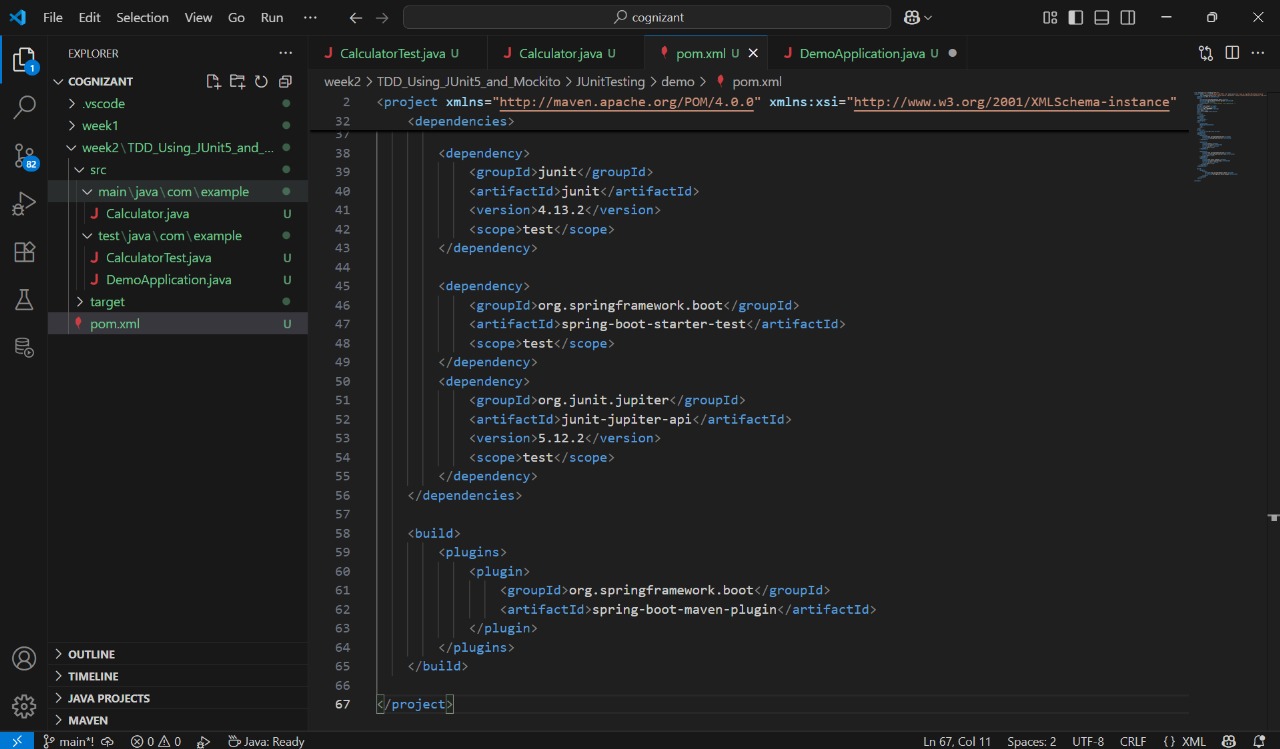 File Edit Selection View Go Run ··· cognizant
EXPLORER ···
COGNIZANT
.vscode
week1
week2\TDD_Using_JUnit5_and_...
src
main\java\com\example
Calculator.java U
test\java\com\example
CalculatorTest.java U
DemoApplication.java U
target
pom.xml U
OUTLINE
TIMELINE
JAVA PROJECTS
MAVEN
1
82
CalculatorTest.java U Calculator.java U pom.xml U DemoApplication.java U
week2 > TDD_Using_JUnit5_and_Mockito > JUnitTesting > demo > pom.xml
2 <project xmlns="http://maven.apache.org/POM/4.0.0" xmlns:xsi="http://www.w3.org/2001/XMLSchema-instance"
32 <dependencies>
37
38 <dependency>
39 <groupId>junit</groupId>
40 <artifactId>junit</artifactId>
41 <version>4.13.2</version>
42 <scope>test</scope>
43 </dependency>
44
45 <dependency>
46 <groupId>org.springframework.boot</groupId>
47 <artifactId>spring-boot-starter-test</artifactId>
48 <scope>test</scope>
49 </dependency>
50 <dependency>
51 <groupId>org.junit.jupiter</groupId>
52 <artifactId>junit-jupiter-api</artifactId>
53 <version>5.12.2</version>
54 <scope>test</scope>
55 </dependency>
56 </dependencies>
57
58 <build>
59 <plugins>
60 <plugin>
61 <groupId>org.springframework.boot</groupId>
62 <artifactId>spring-boot-maven-plugin</artifactId>
63 </plugin>
64 </plugins>
65 </build>
66
67 </project>
main*! 0 0 Java: Ready Ln 67, Col 11 Spaces: 2 UTF-8 CRLF {} XML